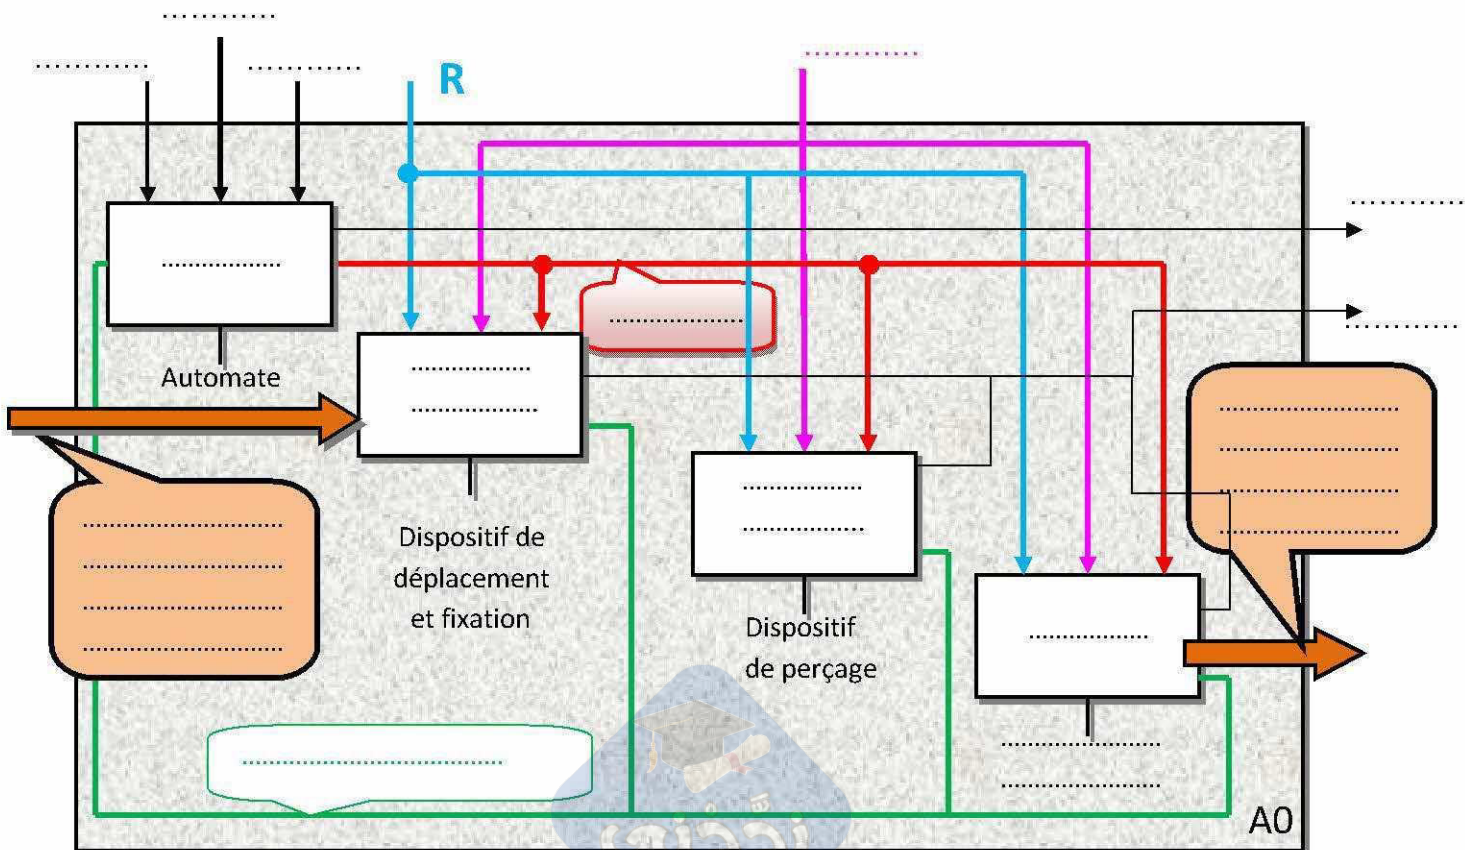 R
Automate
Dispositif de
déplacement
et fixation
Dispositif
de perçage
A0